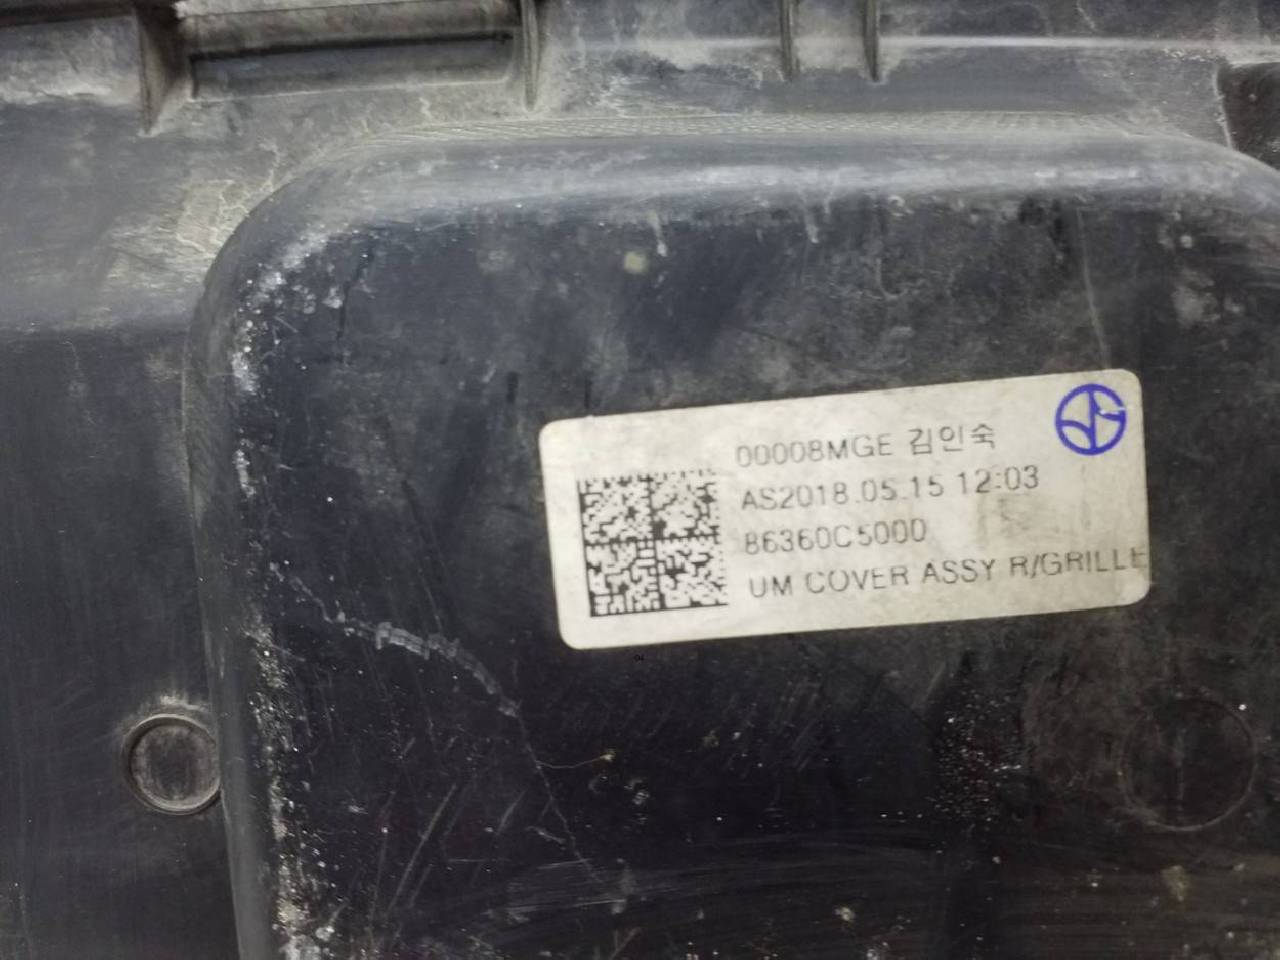 00008MGE 김인숙
AS2018.05.15 12:03
86360C5000
UM COVER ASSY R/GRILLE